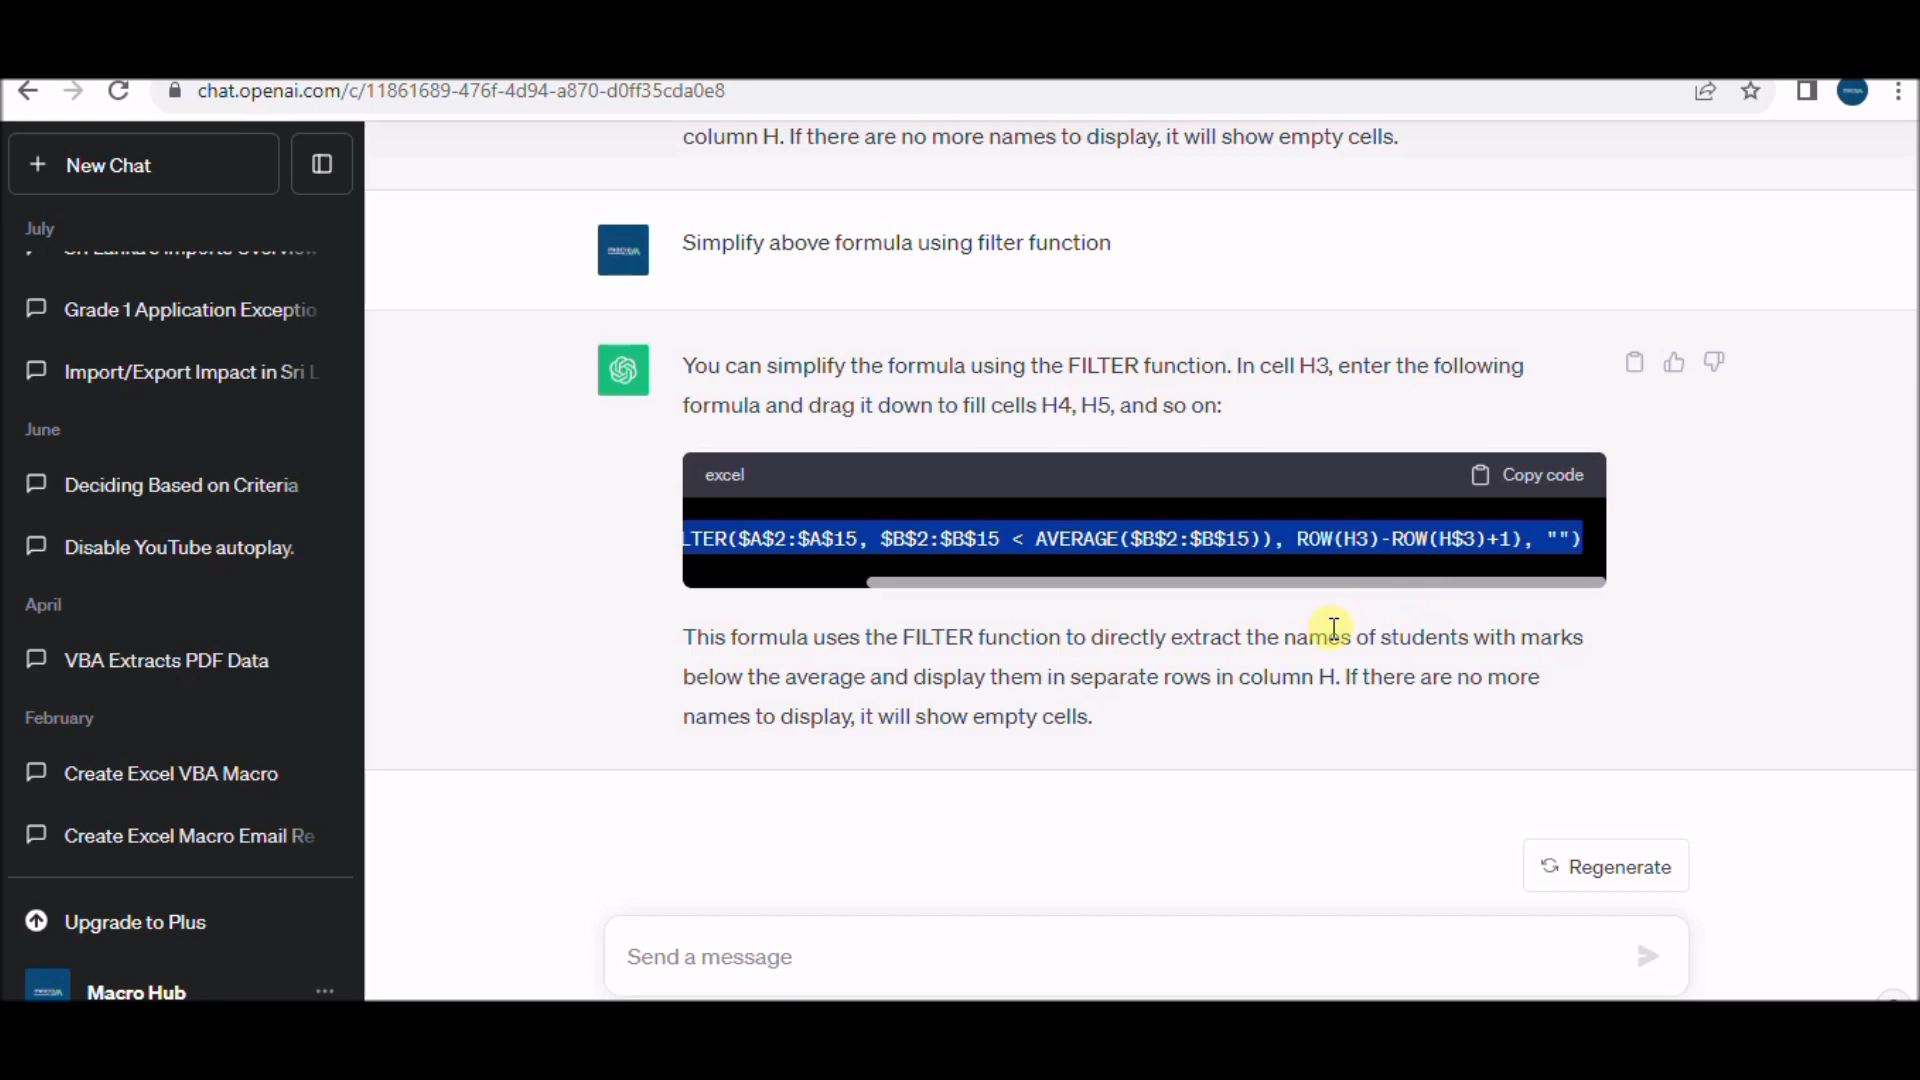 chat.openai.com/c/11861689-476f-4d94-a870-d0ff35cda0e8
New Chat
July
Grade 1 Application Exceptio
Import/Export Impact in Sri L
June
Deciding Based on Criteria
Disable YouTube autoplay.
April
VBA Extracts PDF Data
February
Create Excel VBA Macro
Create Excel Macro Email Re
Upgrade to Plus
Macro Hub
column H. If there are no more names to display, it will show empty cells.
Simplify above formula using filter function
You can simplify the formula using the FILTER function. In cell H3, enter the following
formula and drag it down to fill cells H4, H5, and so on:
excel
Copy code
LTER($A$2:$A$15, $B$2:$B$15 < AVERAGE($B$2:$B$15)), ROW(H3)-ROW(H$3)+1), "")
This formula uses the FILTER function to directly extract the names of students with marks
below the average and display them in separate rows in column H. If there are no more
names to display, it will show empty cells.
Regenerate
Send a message